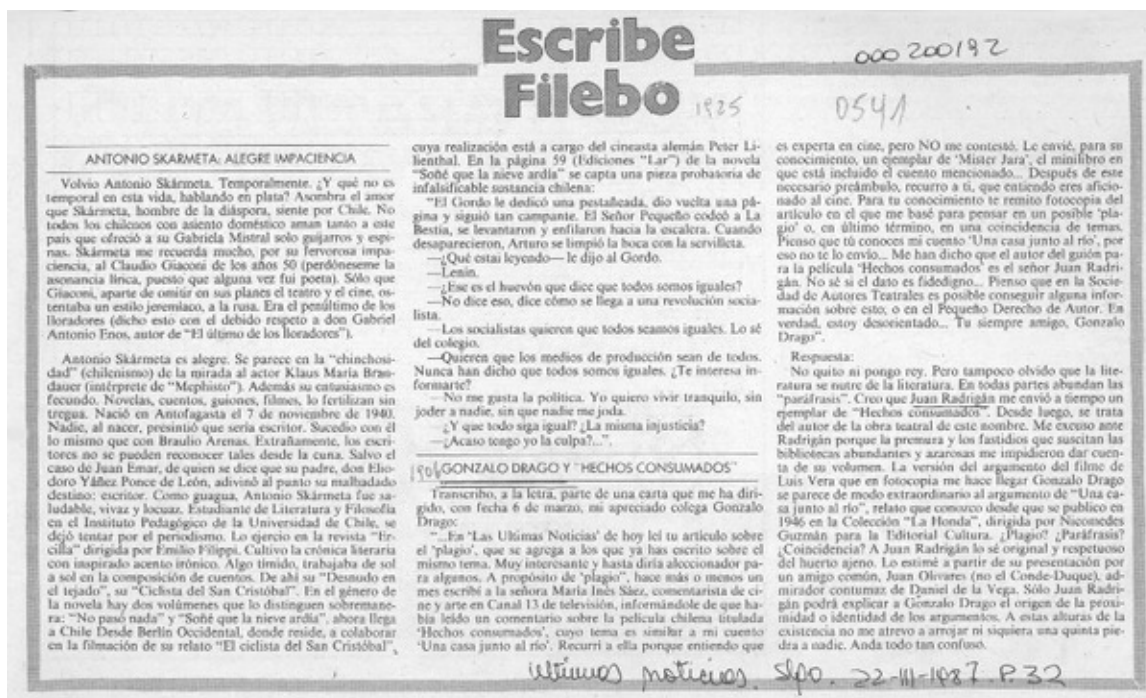 Escribe
Filebo
000 200192
1925
0541
ANTONIO SKARMETA: ALEGRE IMPACIENCIA
Volvio Antonio Skármeta. Temporalmente. ¿Y qué no es
temporal en esta vida, hablando en plata? Asombra el amor
que Skármeta, hombre de la diáspora, siente por Chile. No
todos los chilenos con asiento doméstico aman tanto a este
país que ofreció a su Gabriela Mistral solo guijarros y espi-
nas. Skármeta me recuerda mucho, por su fervorosa impa-
ciencia, al Claudio Giaconi de los años 50 (perdóneseme la
asonancia lírica, puesto que alguna vez fui poeta). Sólo que
Giaconi, aparte de omitir en sus planes el teatro y el cine, os-
tentaba un estilo jeremíaco, a la rusa. Era el penúltimo de los
lloradores (dicho esto con el debido respeto a don Gabriel
Antonio Enos, autor de "El último de los lloradores").
Antonio Skármeta es alegre. Se parece en la "chinchosi-
dad" (chilenismo) de la mirada al actor Klaus María Bran-
dauer (intérprete de "Mephisto"). Además su entusiasmo es
fecundo. Novelas, cuentos, guiones, filmes, lo fertilizan sin
tregua. Nació en Antofagasta el 7 de noviembre de 1940.
Nadie, al nacer, presintió que sería escritor. Sucedio con él
lo mismo que con Braulio Arenas. Extrañamente, los escri-
tores no se pueden reconocer tales desde la cuna. Salvo el
caso de Juan Emar, de quien se dice que su padre, don Elio-
doro Yáñez Ponce de León, adivinó al punto su malhadado
destino: escritor. Como guagua, Antonio Skármeta fue sa-
ludable, vivaz y locuaz. Estudiante de Literatura y Filosofía
en el Instituto Pedagógico de la Universidad de Chile, se
dejó tentar por el periodismo. Lo ejercio en la revista "Er-
cilla" dirigida por Emilio Filippi. Cultivo la crónica literaria
con inspirado acento irónico. Algo tímido, trabajaba de sol
a sol en la composición de cuentos. De ahí su "Desnudo en
el tejado", su "Ciclista del San Cristóbal". En el género de
la novela hay dos volúmenes que lo distinguen sobremane-
ra: "No pasó nada" y "Soñé que la nieve ardía", ahora llega
a Chile Desde Berlín Occidental, donde reside, a colaborar
en la filmación de su relato "El ciclista del San Cristóbal",
cuya realización está a cargo del cineasta alemán Peter Li-
lienthal. En la página 59 (Ediciones "Lar") de la novela
"Soñé que la nieve ardía" se capta una pieza probatoria de
infalsificable sustancia chilena:
"El Gordo le dedicó una pestañeada, dio vuelta una pá-
gina y siguió tan campante. El Señor Pequeño codeó a La
Bestia, se levantaron y enfilaron hacia la escalera. Cuando
desaparecieron, Arturo se limpió la boca con la servilleta.
—¿Qué estai leyendo— le dijo al Gordo.
—Lenin.
—¿Ese es el huevón que dice que todos somos iguales?
—No dice eso, dice cómo se llega a una revolución socia-
lista.
—Los socialistas quieren que todos seamos iguales. Lo sé
del colegio.
—Quieren que los medios de producción sean de todos.
Nunca han dicho que todos somos iguales. ¿Te interesa in-
formarte?
—No me gusta la política. Yo quiero vivir tranquilo, sin
joder a nadie, sin que nadie me joda.
¿Y que todo siga igual? ¿La misma injusticia?
—¿Acaso tengo yo la culpa?...".
1906 GONZALO DRAGO Y "HECHOS CONSUMADOS"
Transcribo, a la letra, parte de una carta que me ha diri-
gido, con fecha 6 de marzo, mi apreciado colega Gonzalo
Drago:
"...En 'Las Ultimas Noticias' de hoy leí tu artículo sobre
el 'plagio', que se agrega a los que ya has escrito sobre el
mismo tema. Muy interesante y hasta diría aleccionador pa-
ra algunos. A propósito de 'plagio', hace más o menos un
mes escribí a la señora María Inés Sáez, comentarista de ci-
ne y arte en Canal 13 de televisión, informándole de que ha-
bía leído un comentario sobre la película chilena titulada
'Hechos consumados', cuyo tema es similar a mi cuento
'Una casa junto al río'. Recurrí a ella porque entiendo que
es experta en cine, pero NO me contestó. Le envié, para su
conocimiento, un ejemplar de 'Mister Jara', el minilibro en
que está incluido el cuento mencionado... Después de este
necesario preámbulo, recurro a ti, que entiendo eres aficio-
nado al cine. Para tu conocimiento te remito fotocopia del
artículo en el que me basé para pensar en un posible 'pla-
gio' o, en último término, en una coincidencia de temas.
Pienso que tú conoces mi cuento 'Una casa junto al río', por
eso no te lo envío... Me han dicho que el autor del guión pa-
ra la película 'Hechos consumados' es el señor Juan Radri-
gán. No sé si el dato es fidedigno... Pienso que en la Socie-
dad de Autores Teatrales es posible conseguir alguna infor-
mación sobre esto, o en el Pequeño Derecho de Autor. En
verdad, estoy desorientado... Tu siempre amigo, Gonzalo
Drago".
Respuesta:
No quito ni pongo rey. Pero tampoco olvido que la lite-
ratura se nutre de la literatura. En todas partes abundan las
"paráfrasis". Creo que Juan Radrigán me envió a tiempo un
ejemplar de "Hechos consumados". Desde luego, se trata
del autor de la obra teatral de este nombre. Me excuso ante
Radrigán porque la premura y los fastidios que suscitan las
bibliotecas abundantes y azarosas me impidieron dar cuen-
ta de su volumen. La versión del argumento del filme de
Luis Vera que en fotocopia me hace llegar Gonzalo Drago
se parece de modo extraordinario al argumento de "Una ca-
sa junto al río", relato que conozco desde que se publico en
1946 en la Colección "La Honda", dirigida por Nicomedes
Guzmán para la Editorial Cultura. ¿Plagio? ¿Paráfrasis?
¿Coincidencia? A Juan Radrigán lo sé original y respetuoso
del huerto ajeno. Lo estimé a partir de su presentación por
un amigo común, Juan Olivares (no el Conde-Duque), ad-
mirador contumaz de Daniel de la Vega. Sólo Juan Radri-
gán podrá explicar a Gonzalo Drago el origen de la proxi-
midad o identidad de los argumentos. A estas alturas de la
existencia no me atrevo a arrojar ni siquiera una quinta pie-
dra a nadie. Anda todo tan confuso.
Ultimas noticias. Stgo. 22-III-1987. P. 32